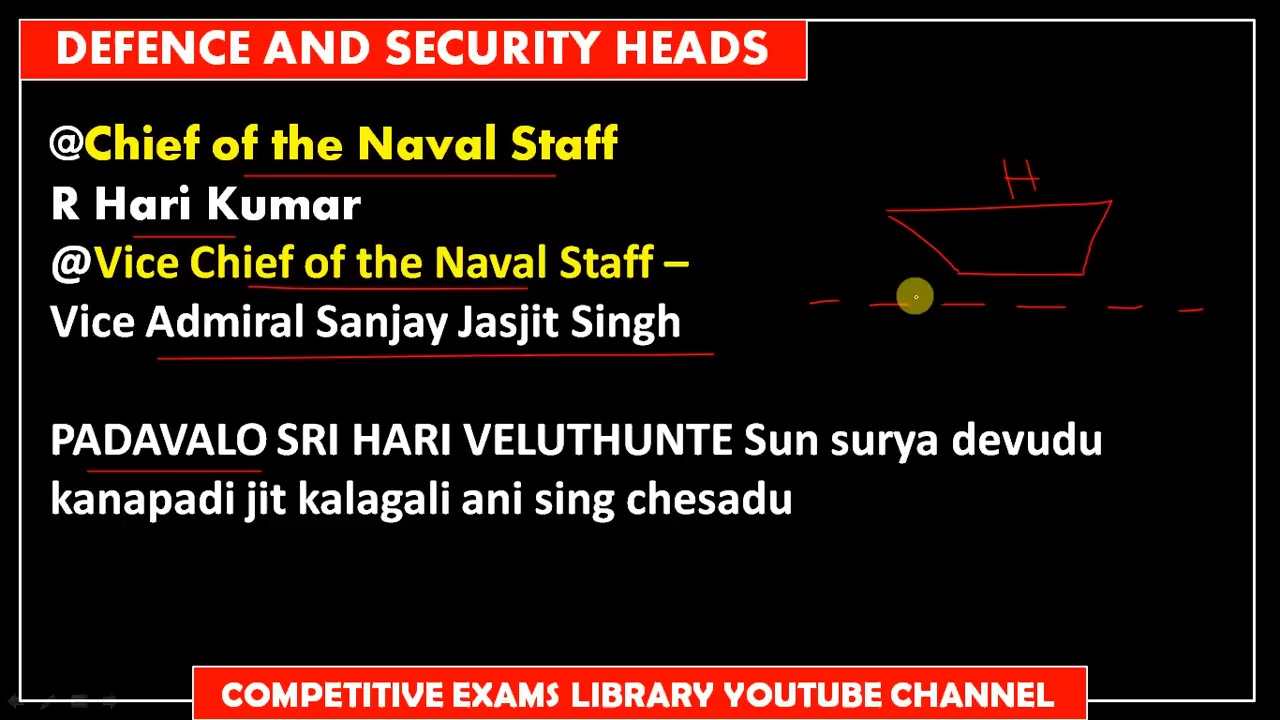 DEFENCE AND SECURITY HEADS
@Chief of the Naval Staff
R Hari Kumar
@Vice Chief of the Naval Staff –
Vice Admiral Sanjay Jasjit Singh
H
PADAVALO SRI HARI VELUTHUNTE Sun surya devudu
kanapadi jit kalagali ani sing chesadu
COMPETITIVE EXAMS LIBRARY YOUTUBE CHANNEL